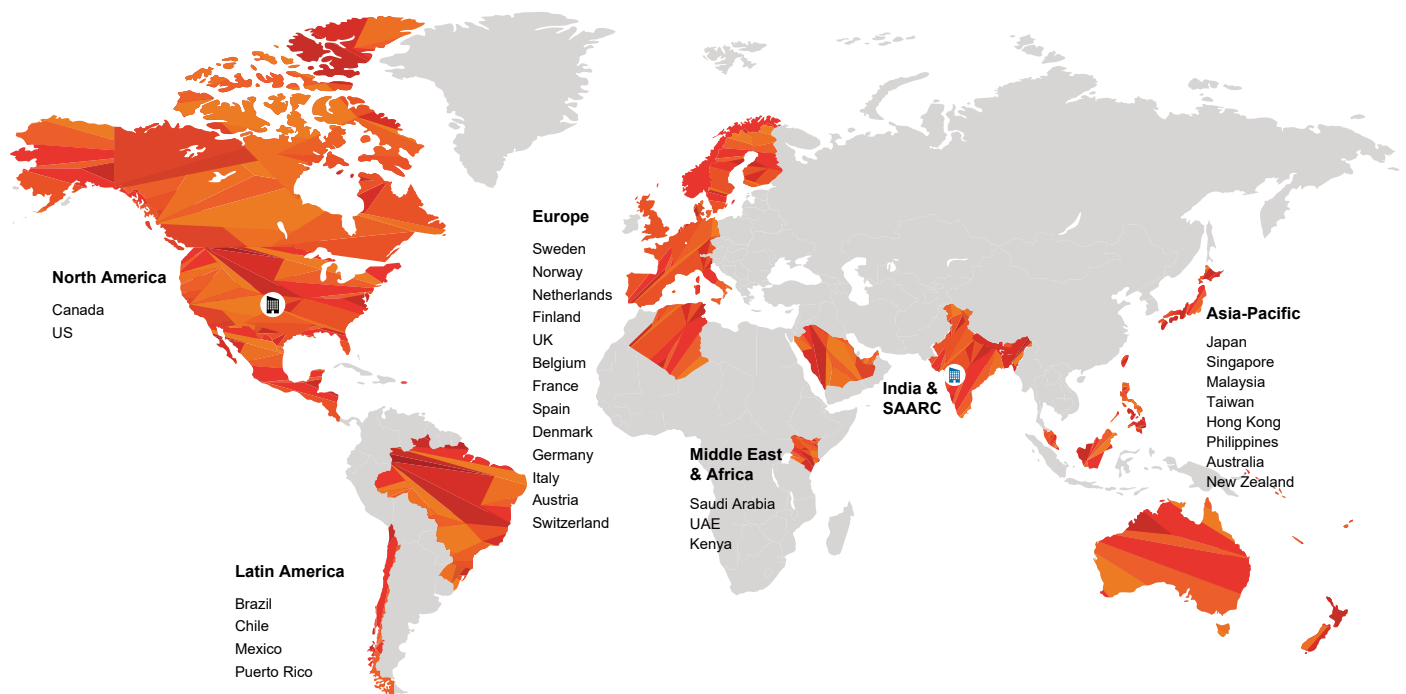 North America
Canada
US
Latin America
Brazil
Chile
Mexico
Puerto Rico
Europe
Sweden
Norway
Netherlands
Finland
UK
Belgium
France
Spain
Denmark
Germany
Italy
Austria
Switzerland
Middle East
& Africa
Saudi Arabia
UAE
Kenya
India &
SAARC
Asia-Pacific
Japan
Singapore
Malaysia
Taiwan
Hong Kong
Philippines
Australia
New Zealand